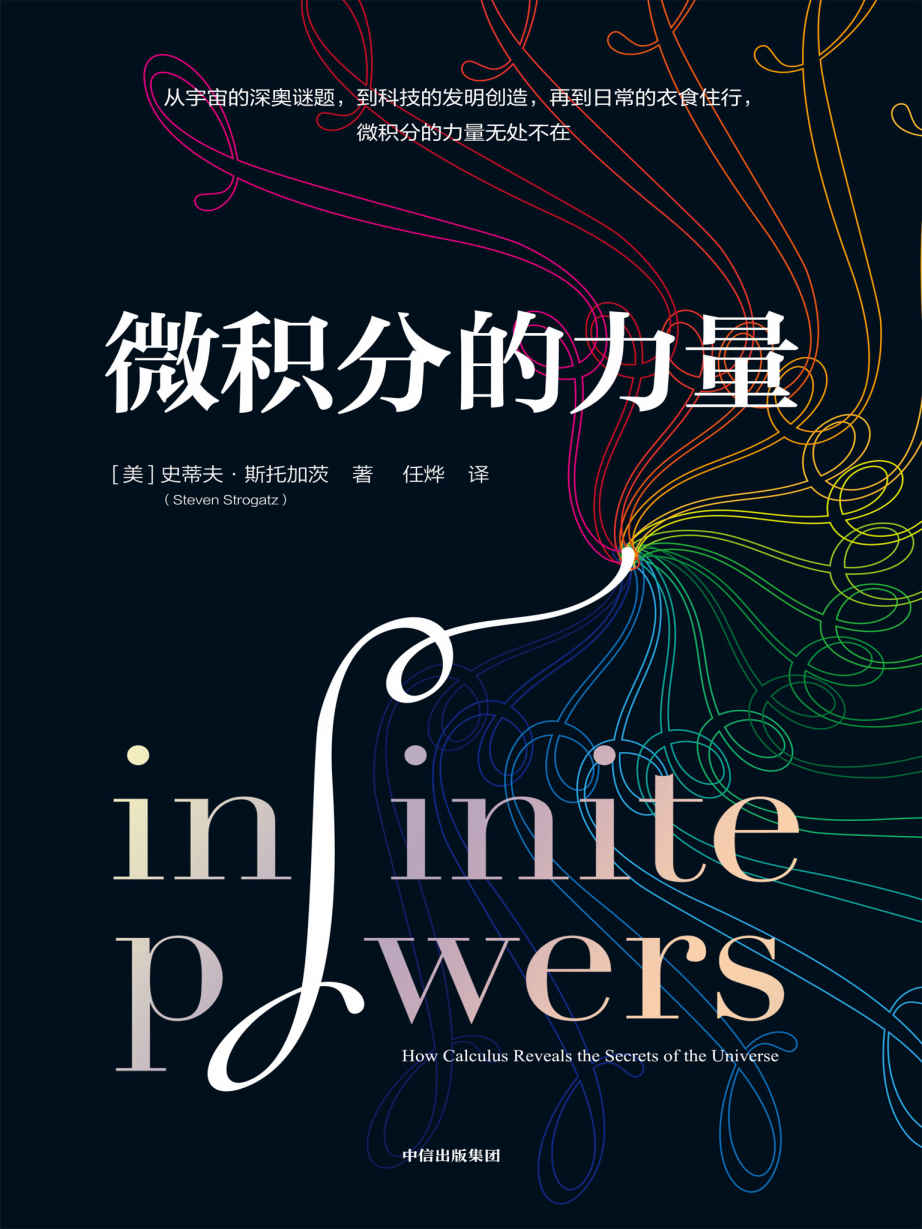 从宇宙的深奥谜题，到科技的发明创造，再到日常的衣食住行，
微积分的力量无处不在
微积分的力量
［美］史蒂夫·斯托加茨 著 任烨 译
（Steven Strogatz）
infinite
powers
How Calculus Reveals the Secrets of the Universe
中信出版集团